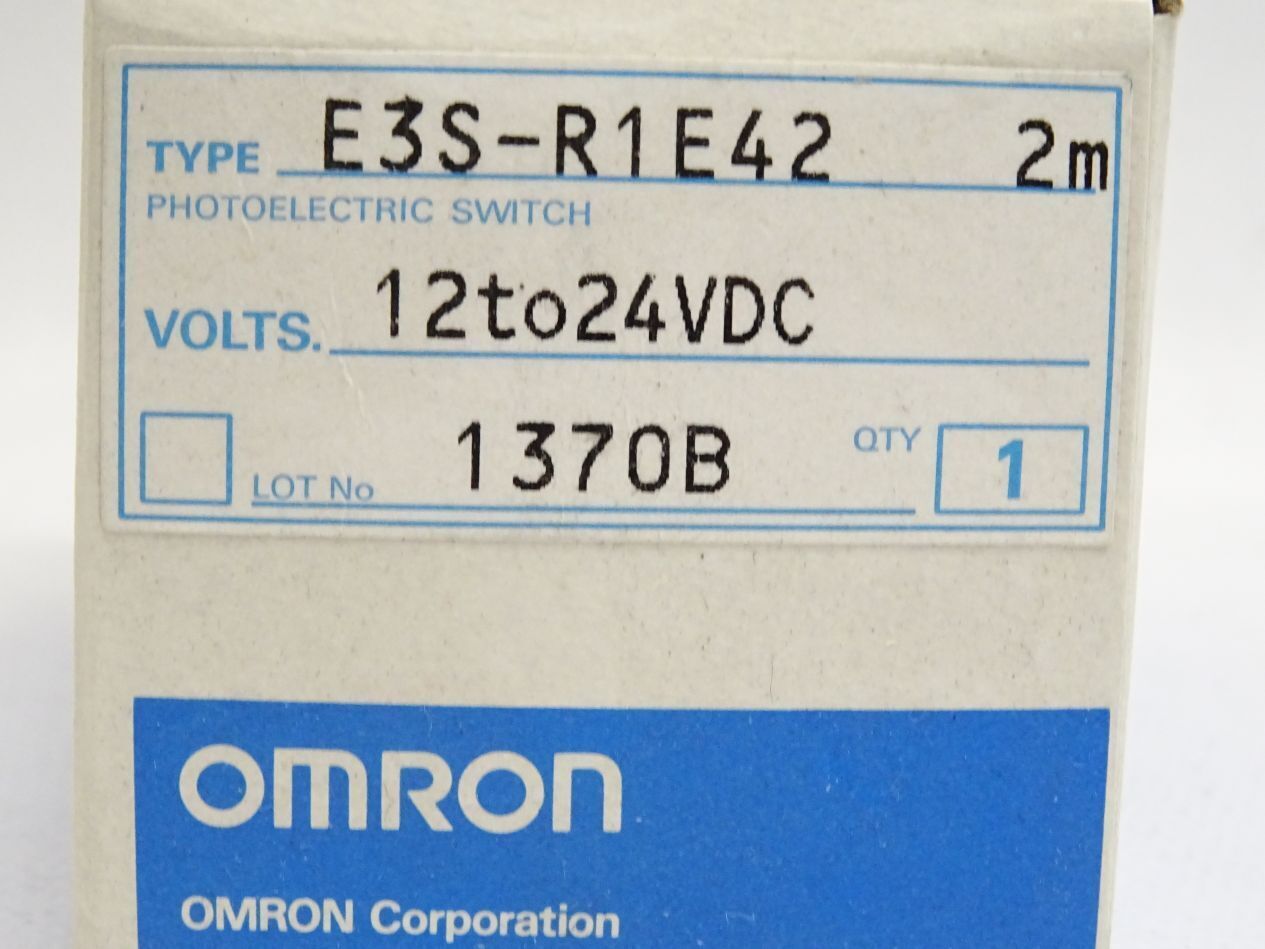 TYPE E3S-R1E42 2m
PHOTOELECTRIC SWITCH
VOLTS. 12to24VDC
LOT No 1370B QTY 1
OMRON
OMRON Corporation